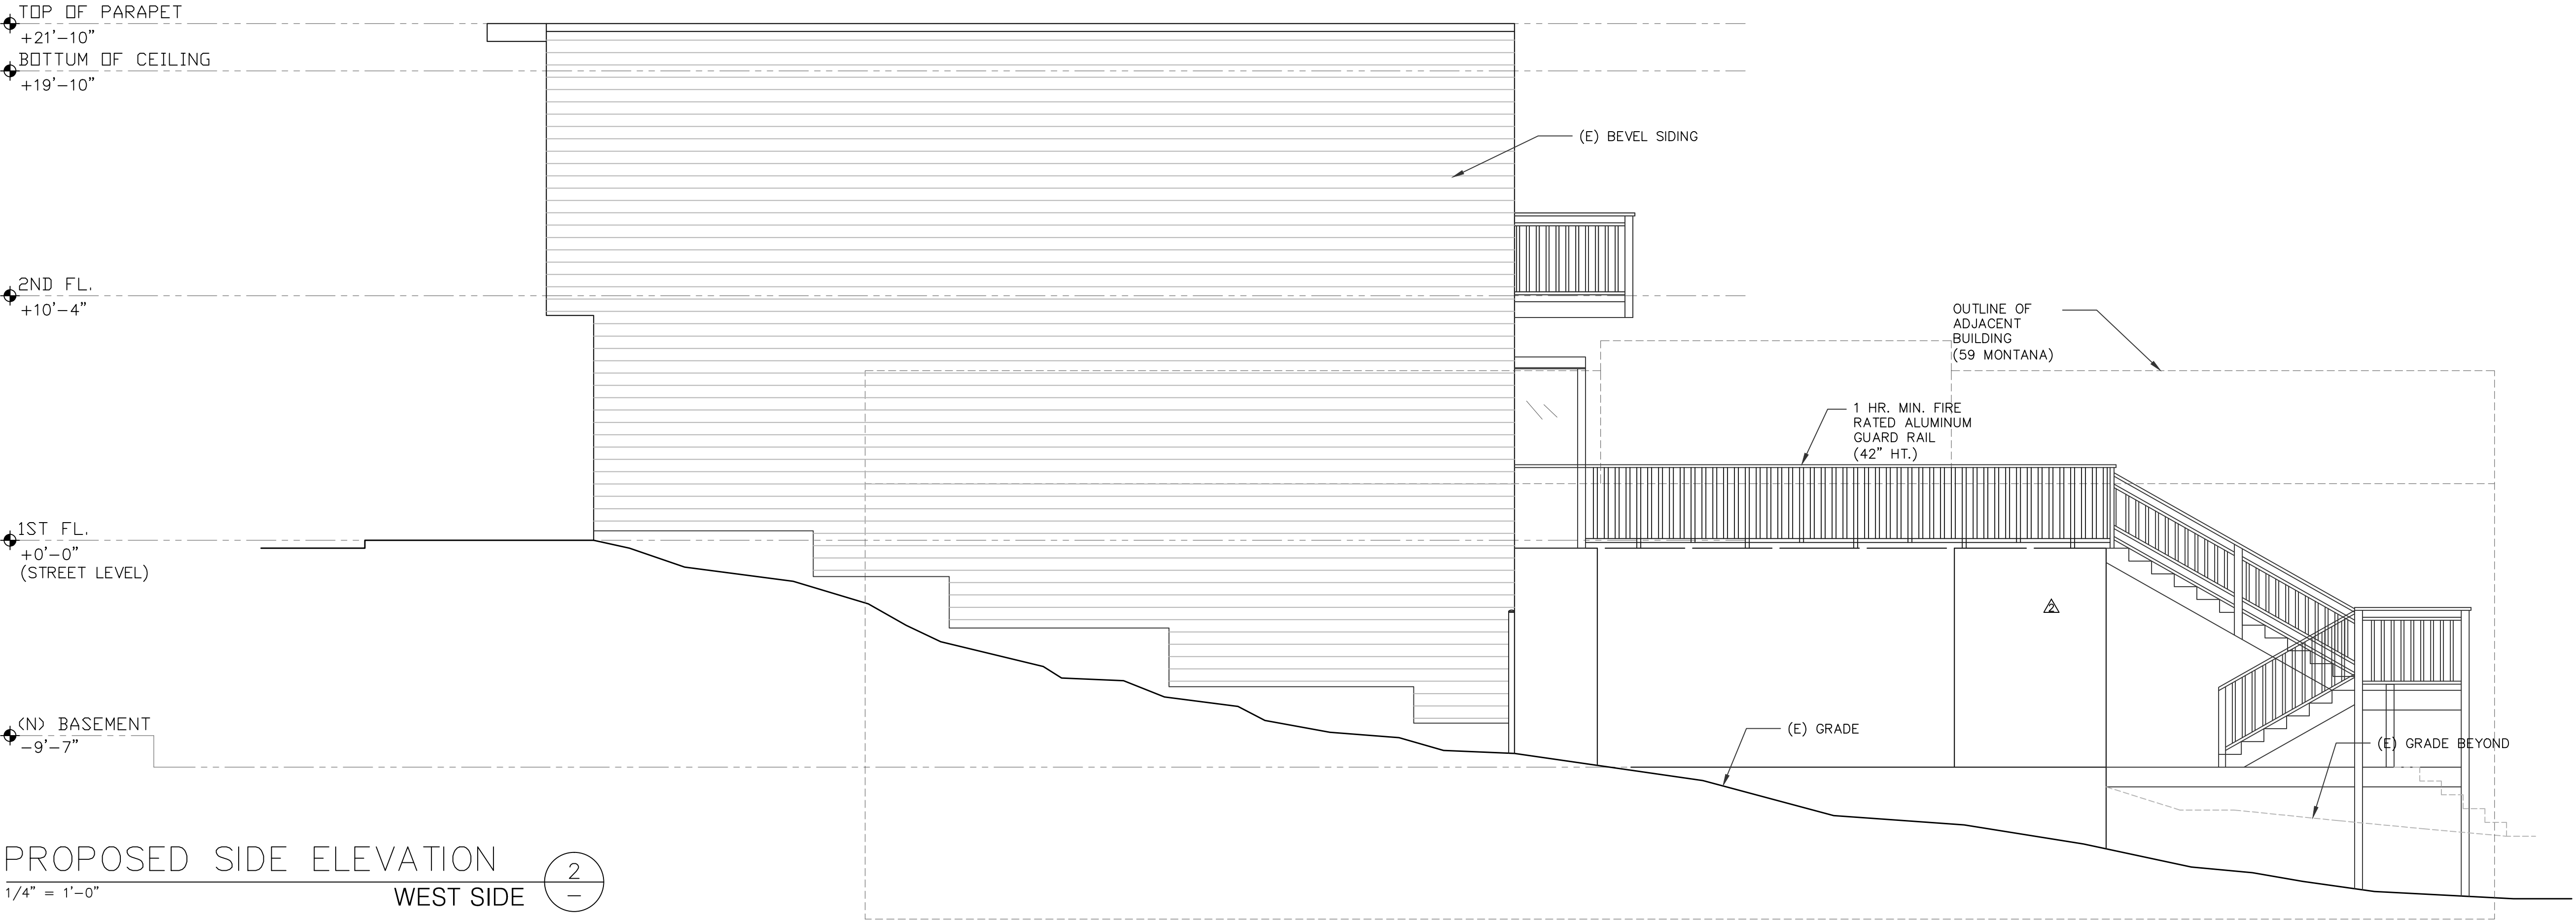 TOP OF PARAPET
+21'-10"
BOTTUM OF CEILING
+19'-10"
(E) BEVEL SIDING
2ND FL.
+10'-4"
OUTLINE OF
ADJACENT
BUILDING
(59 MONTANA)
1 HR. MIN. FIRE
RATED ALUMINUM
GUARD RAIL
(42" HT.)
1ST FL.
+0'-0"
(STREET LEVEL)
2
(N) BASEMENT
-9'-7"
(E) GRADE
(E) GRADE BEYOND
PROPOSED SIDE ELEVATION
2
-
1/4" = 1'-0"
WEST SIDE